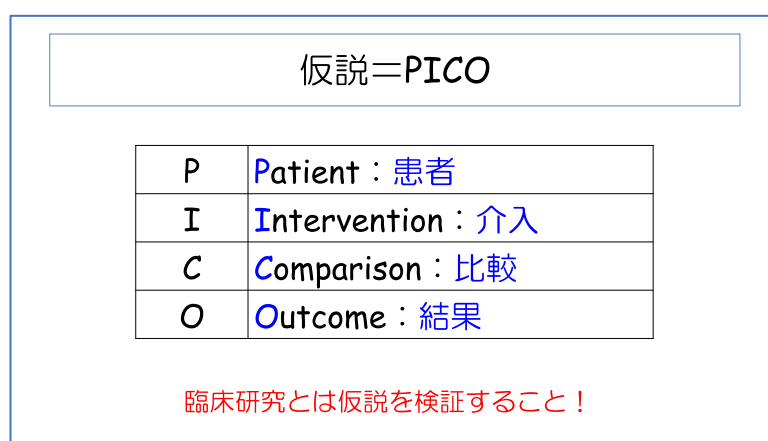 仮説＝PICO
P Patient：患者
I Intervention：介入
C Comparison：比較
O Outcome：結果
臨床研究とは仮説を検証すること！